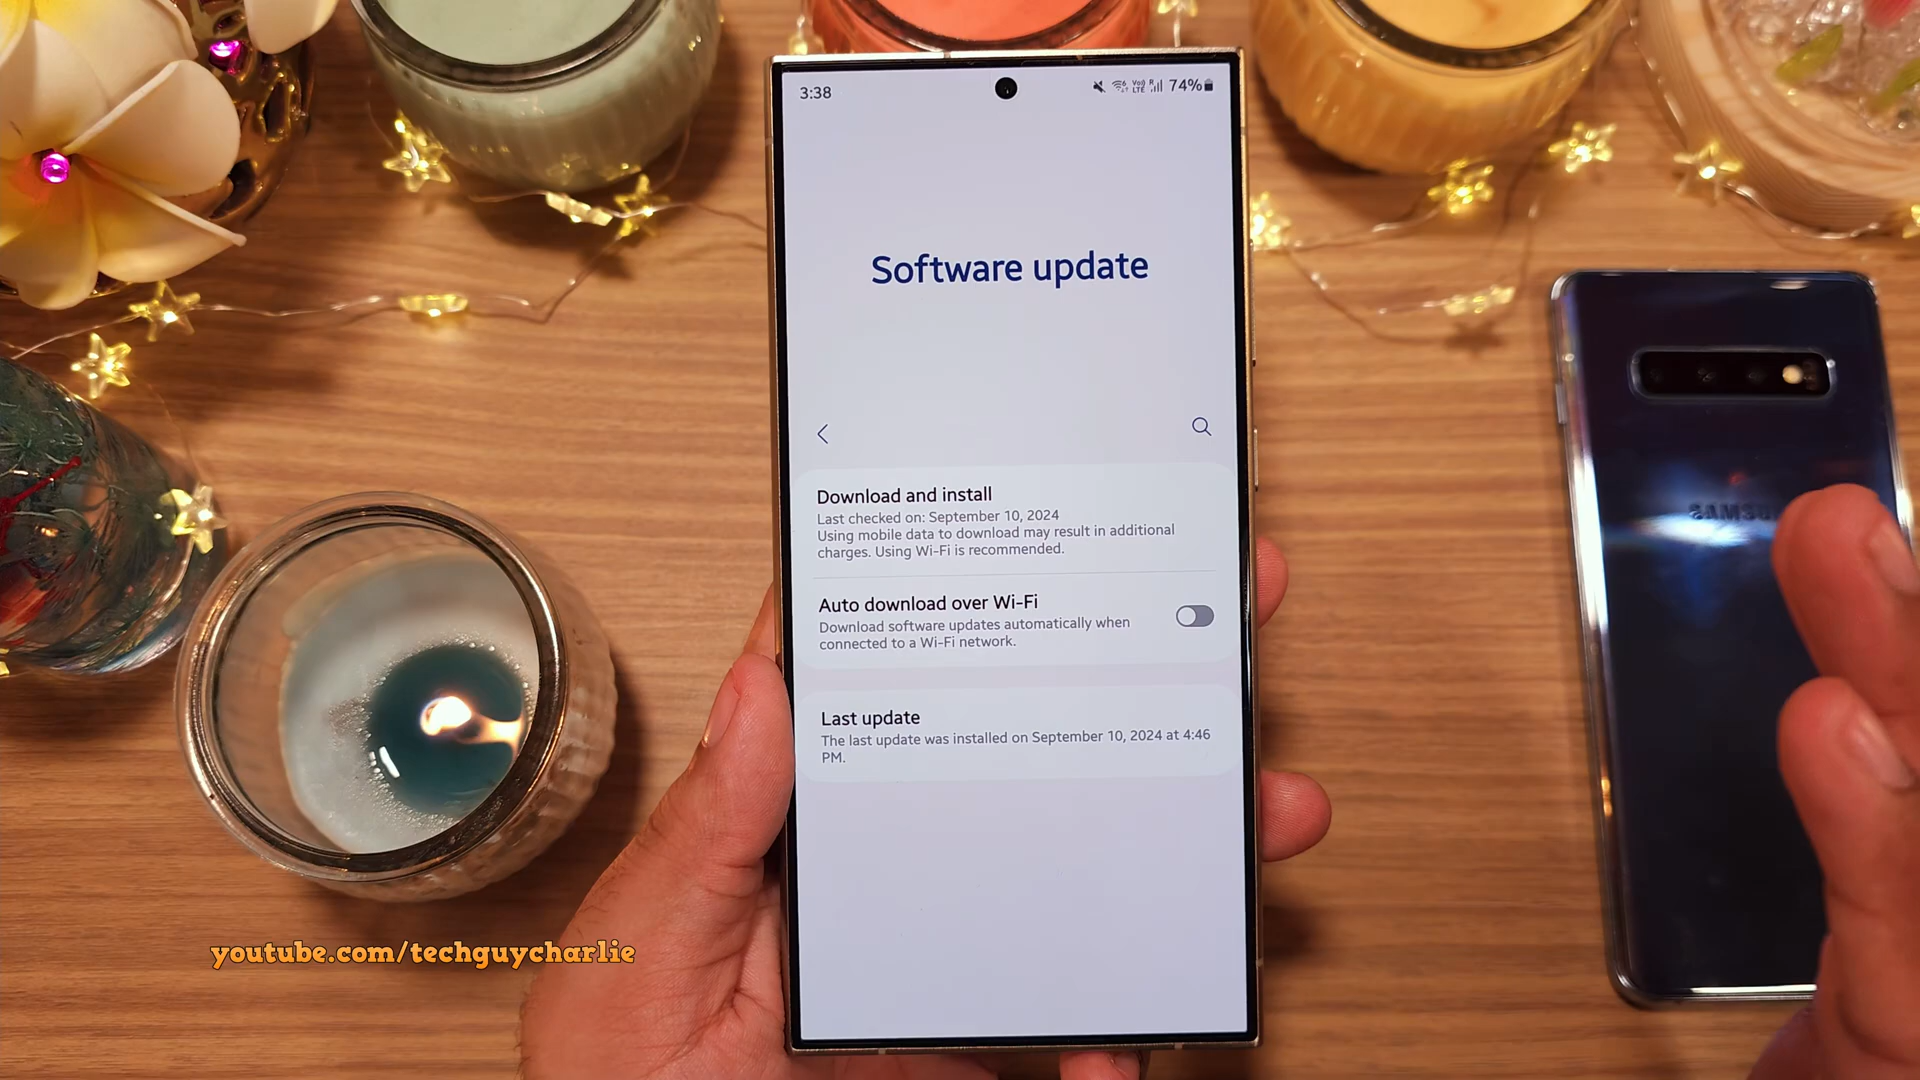 3:38
Vo)) R 74%
LTE
Software update
Download and install
Last checked on: September 10, 2024
Using mobile data to download may result in additional
charges. Using Wi-Fi is recommended.
Auto download over Wi-Fi
Download software updates automatically when
connected to a Wi-Fi network.
Last update
The last update was installed on September 10, 2024 at 4:46
PM.
SAMSU
youtube.com/techguycharlie